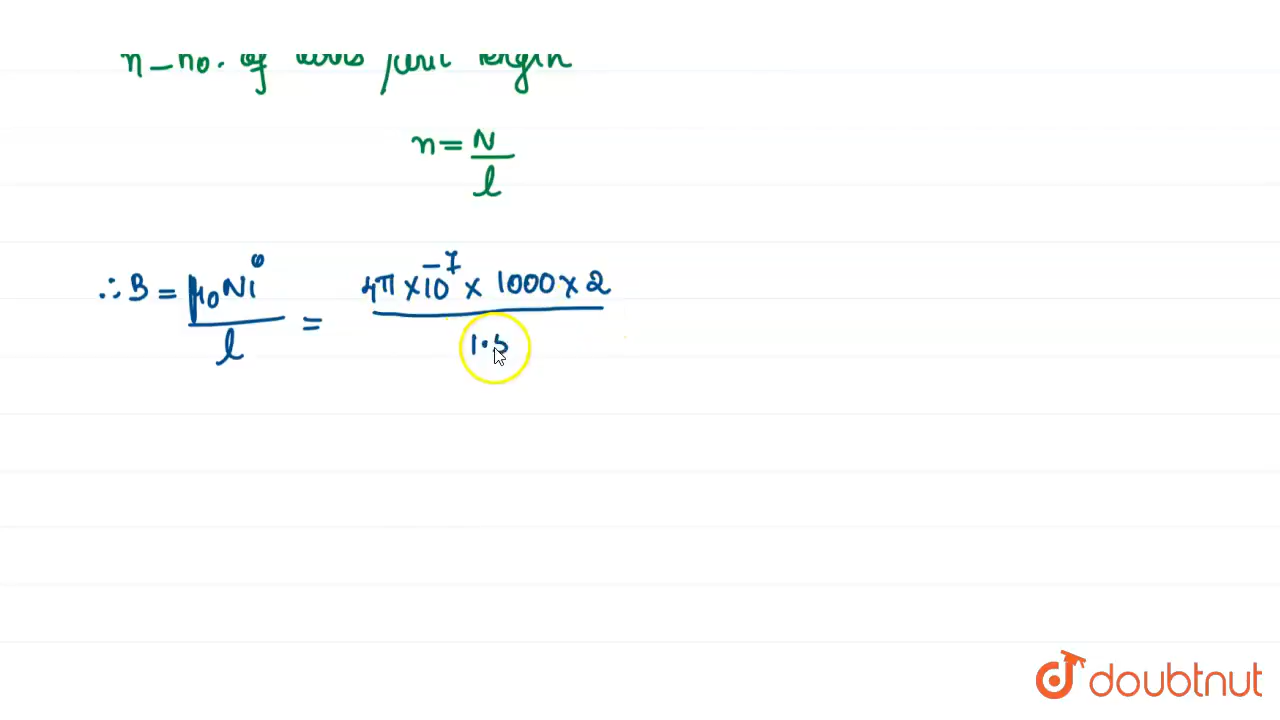 n - no. of turns / unit length
n = N
l
∴ B = μ₀Ni = 4π × 10⁻⁷ × 1000 × 2
l 1.5
doubtnut